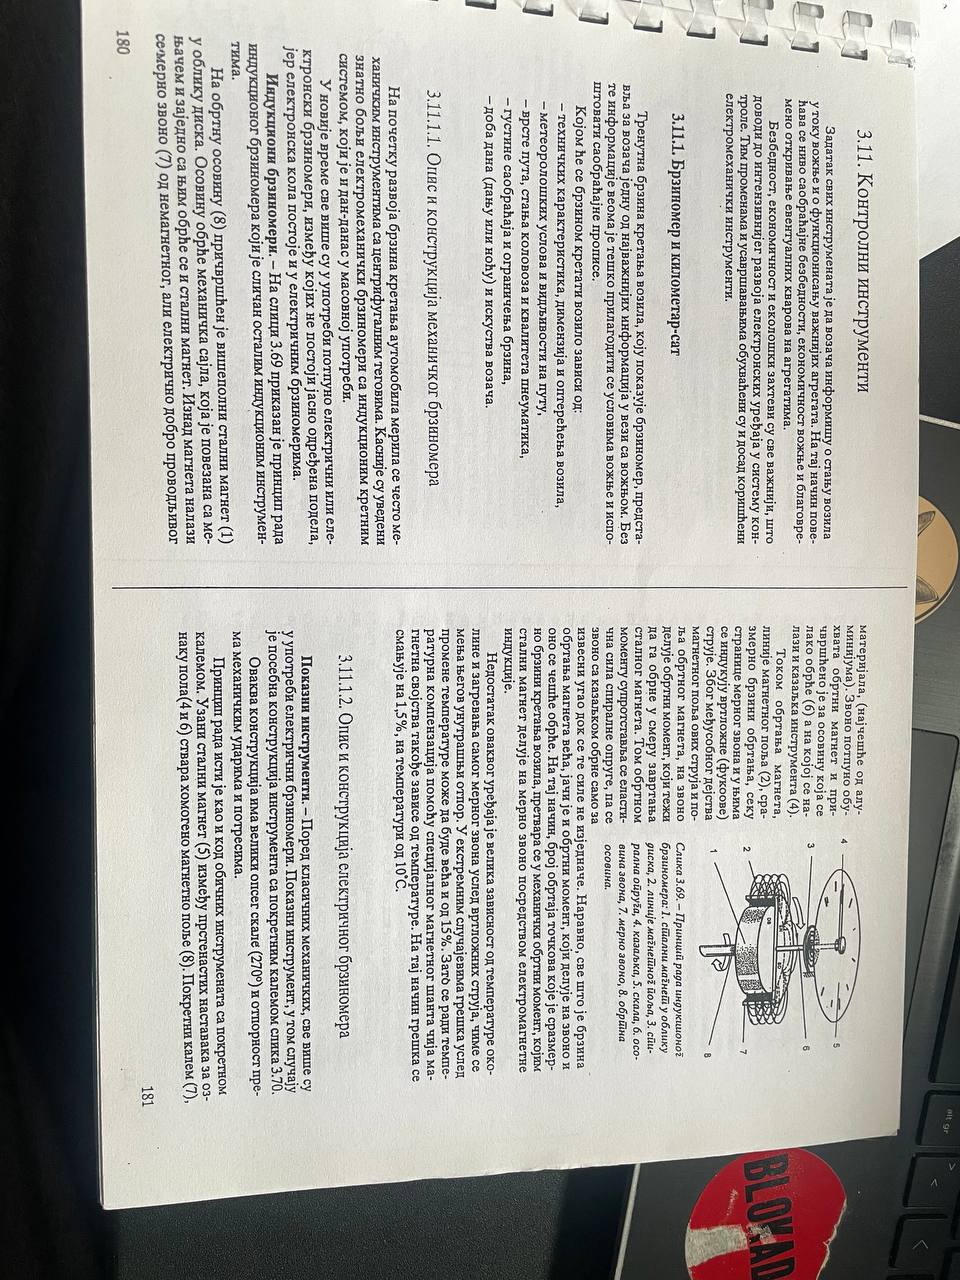 3.11. Контролни инструменти
Задатак свих инструмената је да возача информишу о стању возила
у току вожње и о функционисању важнијих агрегата. На тај начин пове-
ћава се ниво саобраћајне безбедности, економичност вожње и благовре-
мено откривање евентуалних кварова на агрегатима.
Безбедност, економичност и еколошки захтеви су све важнији, што
доводи до интензивнијег развоја електронских уређаја у систему кон-
троле. Тим променама и усавршавањима обухваћени су и досад коришћени
електромеханички инструменти.
3.11.1. Брзиномер и километар-сат
Тренутна брзина кретања возила, коју показује брзиномер, предста-
вља за возача једну од најважнијих информација у вези са вожњом. Без
те информације веома је тешко прилагодити се условима вожње и испо-
штовати саобраћајне прописе.
Којом ће се брзином кретати возило зависи од:
– техничких карактеристика, димензија и оптерећења возила,
– метеоролошких услова и видљивости на путу,
– врсте пута, стања коловоза и квалитета пнеуматика,
– густине саобраћаја и ограничења брзина,
– доба дана (дању или ноћу) и искуства возача.
3.11.1.1. Опис и конструкција механичког брзиномера
На почетку развоја брзина кретања аутомобила мерила се често ме-
ханичким инструментима са центрифугалним теговима. Касније су уведени
знатно бољи електромеханички брзиномери са индукционим кретним
системом, који је и дан-данас у масовној употреби.
У новије време све више су у употреби потпуно електрични или еле-
ктронски брзиномери, између којих не постоји јасно одређена подела,
јер електронска кола постоје и у електричним брзиномерима.
Индукциони брзиномери. – На слици 3.69 приказан је принцип рада
индукционог брзиномера који је сличан осталим индукционим инструмен-
тима.
На обртну осовину (8) причвршћен је вишеполни стални магнет (1)
у облику диска. Осовину обрће механичка сајла, која је повезана са ме-
њачем и заједно са њим обрће се и стални магнет. Изнад магнета налази
се мерно звоно (7) од немагнетног, али електрично добро проводљивог
180
материјала, (најчешће од алу-
минијума). Звоно потпуно обу-
хвата обртни магнет и при-
чвршћено је за осовину која се
лако обрће (6) а на којој се на-
лази и казаљка инструмента (4).
Током обртања магнета,
линије магнетног поља (2), сра-
змерно брзини обртања, секу
странице мерног звона и у њима
се индукују вртложне (фукоове)
струје. Због међусобног дејства
магнетног поља ових струја и по-
ља обртног магнета, на звоно
делује обртни момент, који тежи
да га обрне у смеру завртања
сталног магнета. Том обртном
моменту супротставља се еласти-
чна сила спиралне опруге, па се
звоно са казаљком обрне само за
извесни угао док се те силе не изједначе. Наравно, све што је брзина
обртања магнета већа, јачи је и обртни момент, који делује на звоно и
оно се чешће обрће. На тај начин, број обртаја точкова које је сразмер-
но брзини кретања возила, претвара се у механички обртни момент, којим
стални магнет делује на мерно звоно посредством електромагнетне
индукције.
4
3
2
1
5
6
7
8
Слика 3.69. – Принцип рада индукционог
брзиномера: 1. стални магнет у облику
диска, 2. линије магнетног поља, 3. спи-
рална опруга, 4. казаљка, 5. скала, 6. осо-
вина звона, 7. мерно звоно, 8. обртна
осовина.
Недостатак оваквог уређаја је велика зависност од температуре око-
лине и загревања самог мерног звона услед вртложних струја, чиме се
мења његов унутрашњи отпор. У екстремним случајевима грешка услед
промене температуре може да буде већа и од 15%. Зато се ради темпе-
ратурна компензација помоћу специјалног магнетног шанта чија ма-
гнетна својства такође зависе од температуре. На тај начин грешка се
смањује на 1,5%, на температури од 10°C.
3.11.1.2. Опис и конструкција електричног брзиномера
Показни инструменти. – Поред класичних механичких, све више су
у употреби електрични брзиномери. Показни инструмент, у том случају
је посебна конструкција инструмента са покретним калемом слика 3.70.
Оваква конструкција има велики опсег скале (270°) и отпорност пре-
ма механичким ударима и потресима.
Принцип рада исти је као и код обичних инструмената са покретном
калемом. Узани стални магнет (5) између прстенастих наставака за оз-
наку пола(4 и 6) ствара хомогено магнетно поље (8). Покретни калем (7),
181
alt gr
BLOKAD